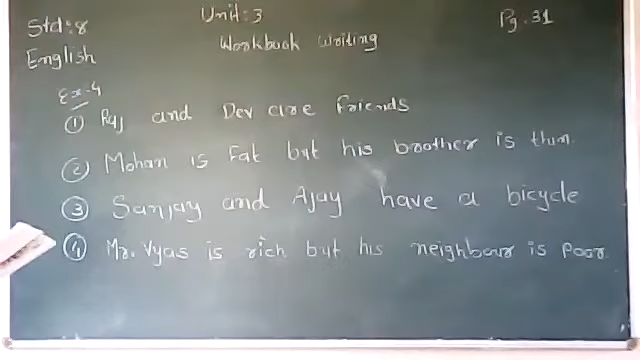 Std:8
Unit:3
Pg.31
English
Workbook Writing
Ex-4
① Raj and Dev are Friends
② Mohan is Fat but his brother is thin.
③ Sanjay and Ajay have a bicycle
④ Mr. Vyas is rich but his neighbour is Poor.